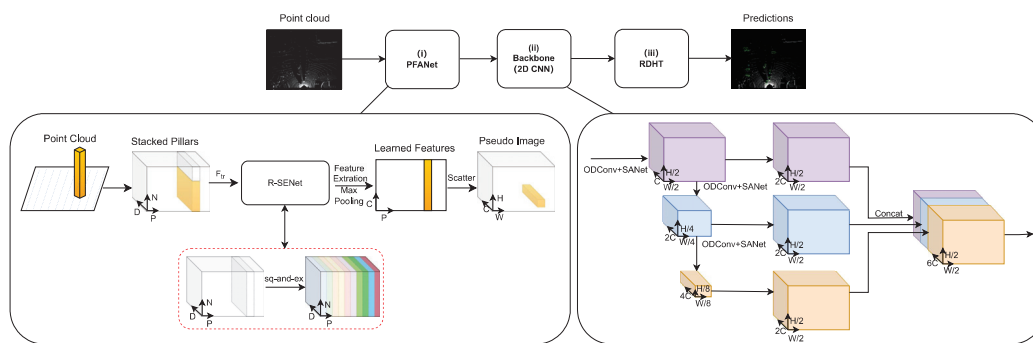 Point cloud
Predictions
(i)
PFANet
(ii)
Backbone
(2D CNN)
(iii)
RDHT
Point Cloud
Stacked Pillars
N
D
P
Ftr
R-SENet
Feature
Extration
Max
Pooling
Learned Features
C
P
Scatter
Pseudo Image
H
C
W
N
D
P
sq-and-ex
N
D
P
ODConv+SANet
H/2
C
W/2
ODConv+SANet
H/2
2C
W/2
H/4
2C
W/4
ODConv+SANet
H/2
2C
W/2
H/8
4C
W/8
H/2
2C
W/2
Concat
H/2
6C
W/2